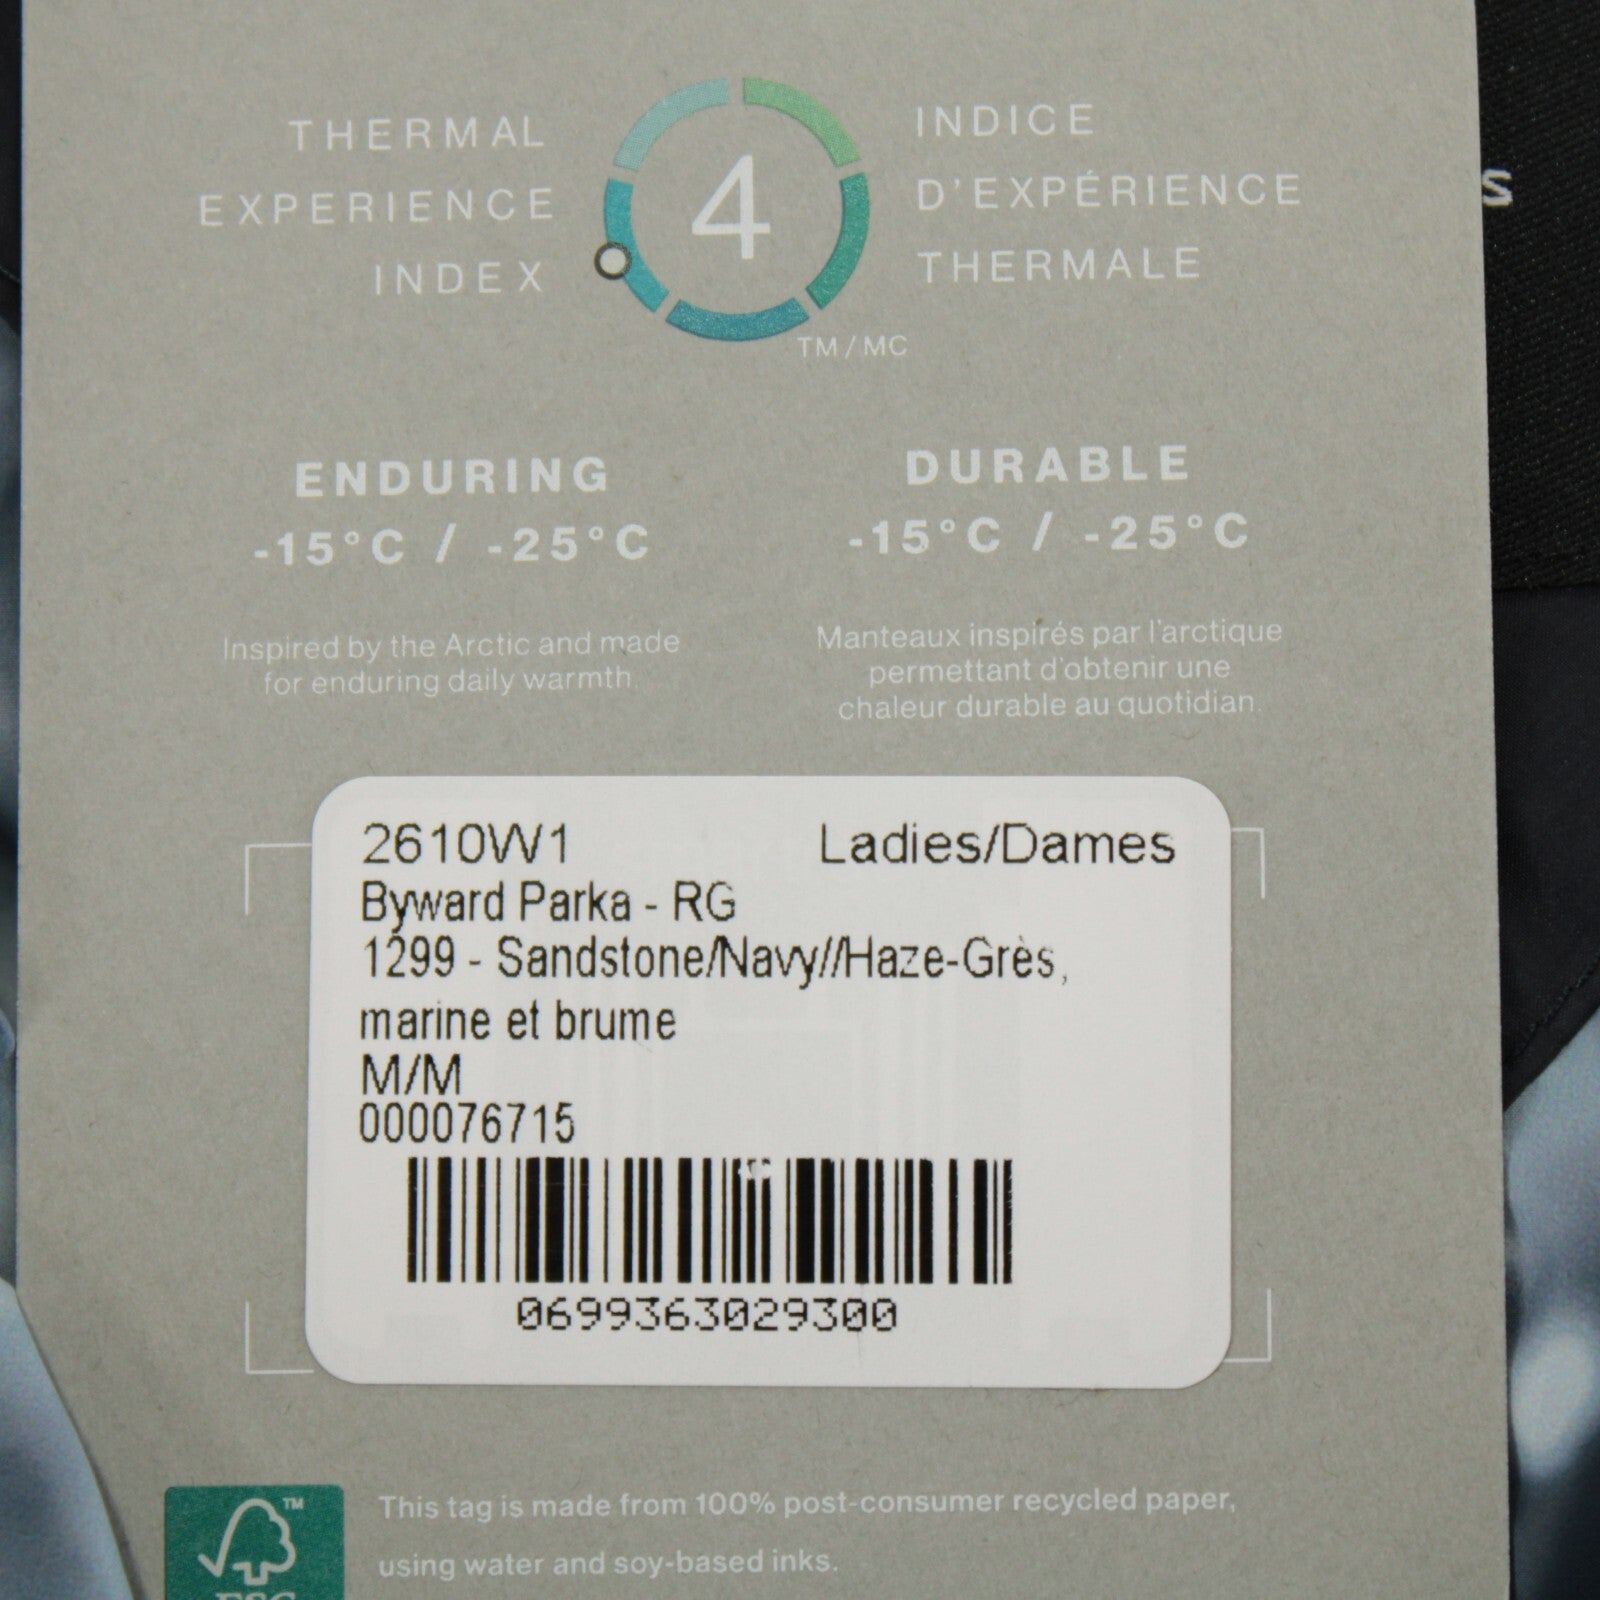 THERMAL
EXPERIENCE
INDEX
4
INDICE
D'EXPÉRIENCE
THERMALE
TM/MC
S
ENDURING
-15°C / -25°C
DURABLE
-15°C / -25°C
Inspired by the Arctic and made
for enduring daily warmth.
Manteaux inspirés par l'arctique
permettant d'obtenir une
chaleur durable au quotidian.
2610W1 Ladies/Dames
Byward Parka - RG
1299 - Sandstone/Navy//Haze-Grès,
marine et brume
M/M
000076715
0699363029300
TM
FSC
This tag is made from 100% post-consumer recycled paper,
using water and soy-based inks.